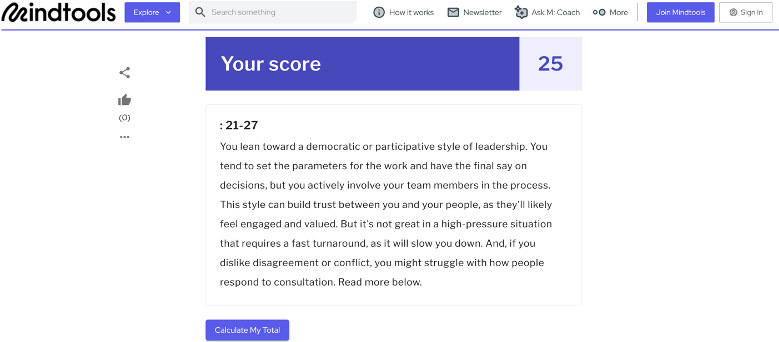 Mindtools Explore Search something How it works Newsletter Ask M: Coach More Join Mindtools Sign In
Your score 25
: 21-27
You lean toward a democratic or participative style of leadership. You
tend to set the parameters for the work and have the final say on
decisions, but you actively involve your team members in the process.
This style can build trust between you and your people, as they'll likely
feel engaged and valued. But it's not great in a high-pressure situation
that requires a fast turnaround, as it will slow you down. And, if you
dislike disagreement or conflict, you might struggle with how people
respond to consultation. Read more below.
(0)
Calculate My Total